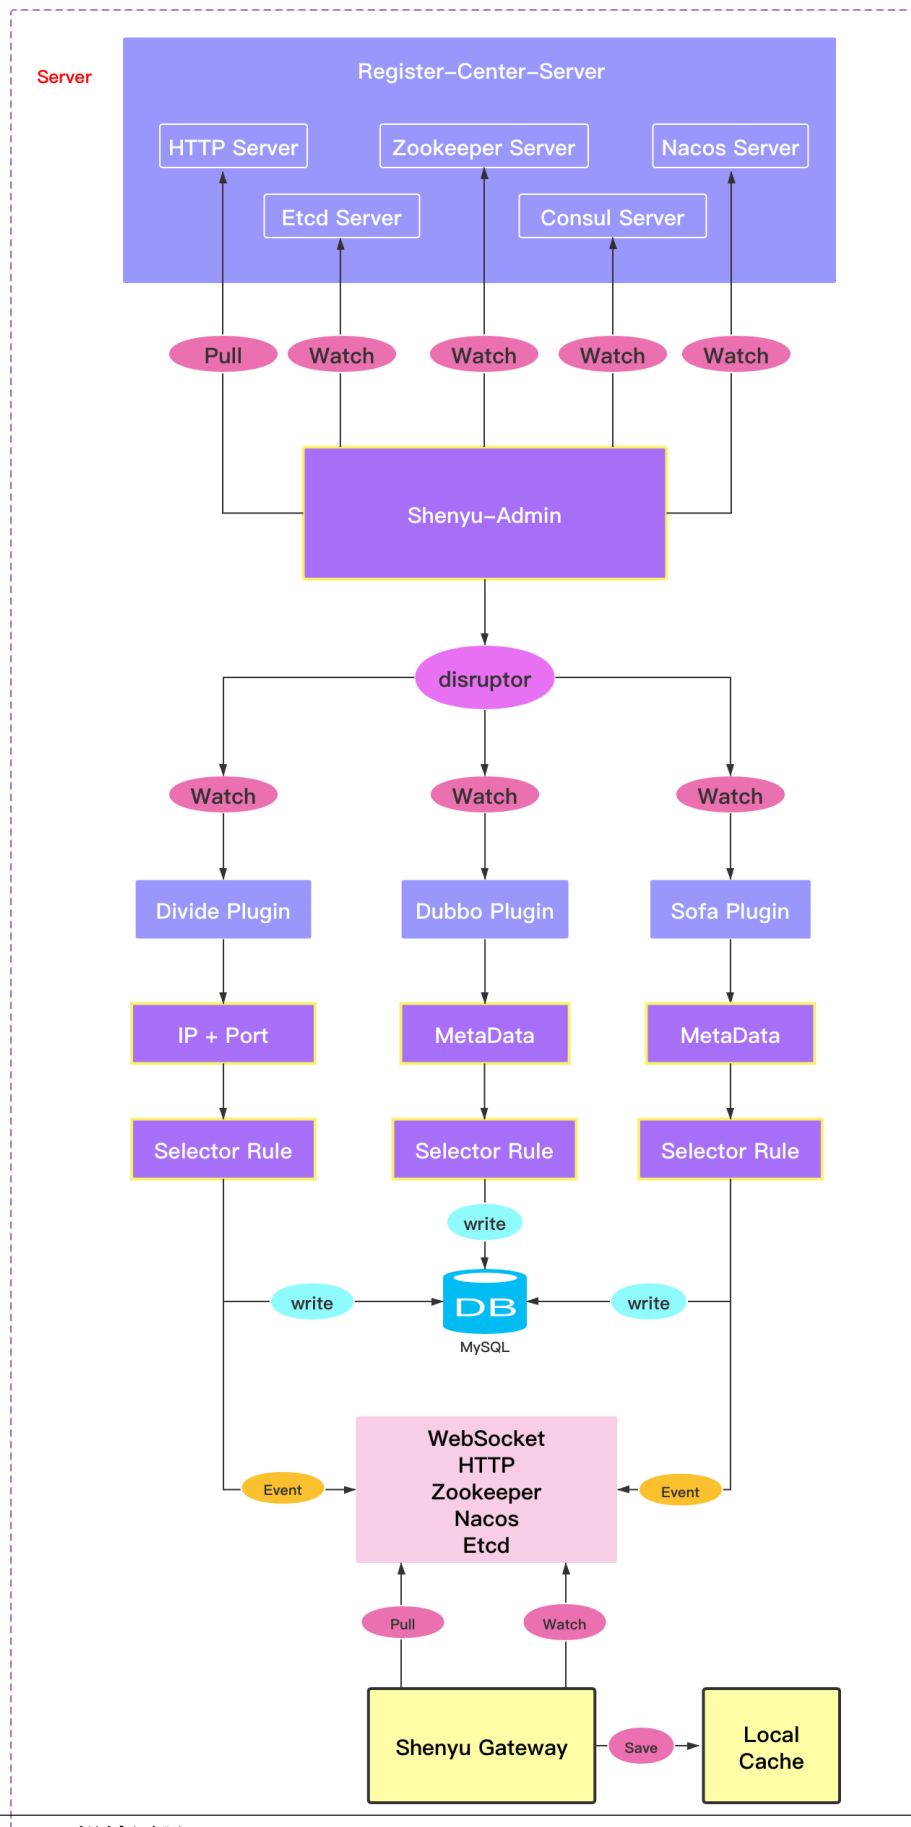 Server
Register-Center-Server
HTTP Server
Zookeeper Server
Nacos Server
Etcd Server
Consul Server
Pull
Watch
Watch
Watch
Watch
Shenyu-Admin
disruptor
Watch
Watch
Watch
Divide Plugin
Dubbo Plugin
Sofa Plugin
IP + Port
MetaData
MetaData
Selector Rule
Selector Rule
Selector Rule
write
write
DB
write
MySQL
WebSocket
HTTP
Zookeeper
Nacos
Etcd
Event
Event
Pull
Watch
Shenyu Gateway
Save
Local
Cache